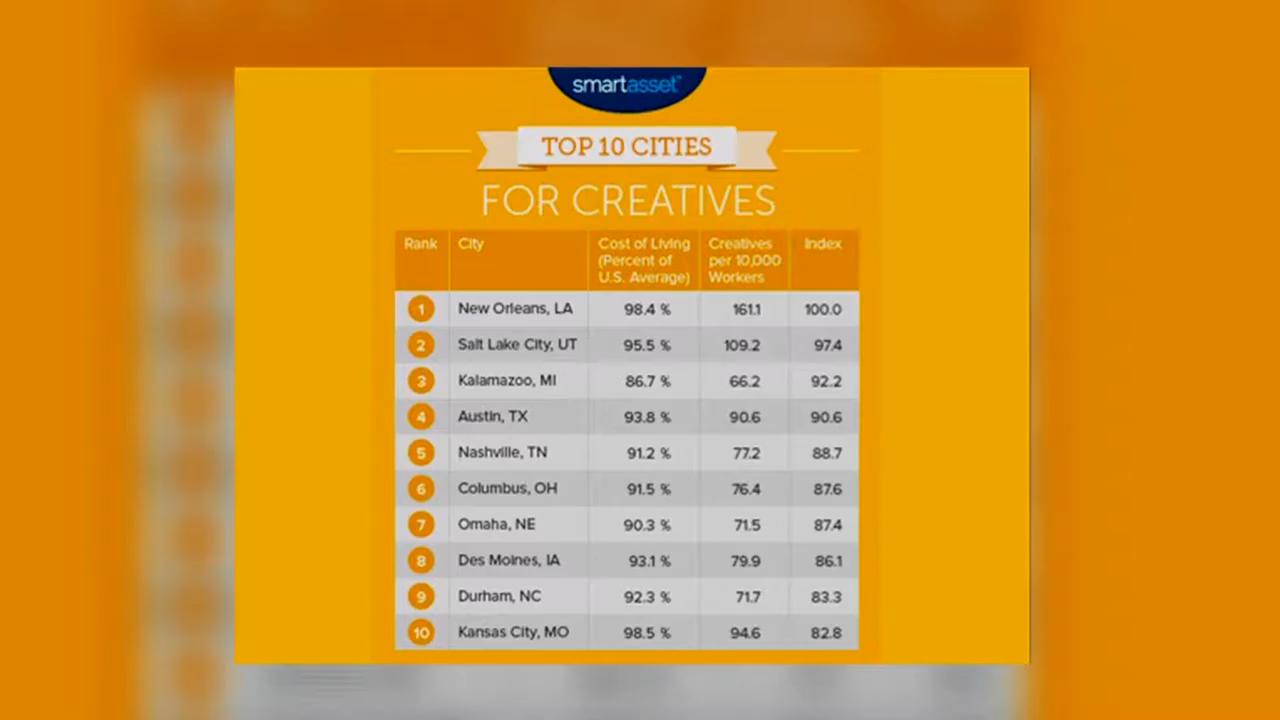 smartasset
TOP 10 CITIES
FOR CREATIVES
Rank City Cost of Living (Percent of U.S. Average) Creatives per 10,000 Workers Index
1 New Orleans, LA 98.4 % 161.1 100.0
2 Salt Lake City, UT 95.5 % 109.2 97.4
3 Kalamazoo, MI 86.7 % 66.2 92.2
4 Austin, TX 93.8 % 90.6 90.6
5 Nashville, TN 91.2 % 77.2 88.7
6 Columbus, OH 91.5 % 76.4 87.6
7 Omaha, NE 90.3 % 71.5 87.4
8 Des Moines, IA 93.1 % 79.9 86.1
9 Durham, NC 92.3 % 71.7 83.3
10 Kansas City, MO 98.5 % 94.6 82.8